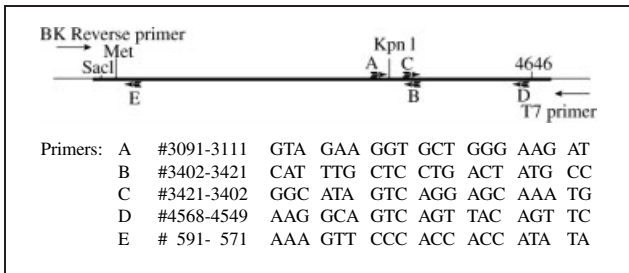 BK Reverse primer
Met
SacI
A
Kpn 1
C
4646
E
B
D
T7 primer
Primers: A #3091-3111 GTA GAA GGT GCT GGG AAG AT
B #3402-3421 CAT TTG CTC CTG ACT ATG CC
C #3421-3402 GGC ATA GTC AGG AGC AAA TG
D #4568-4549 AAG GCA GTC AGT TAC AGT TC
E # 591- 571 AAA GTT CCC ACC ACC ATA TA